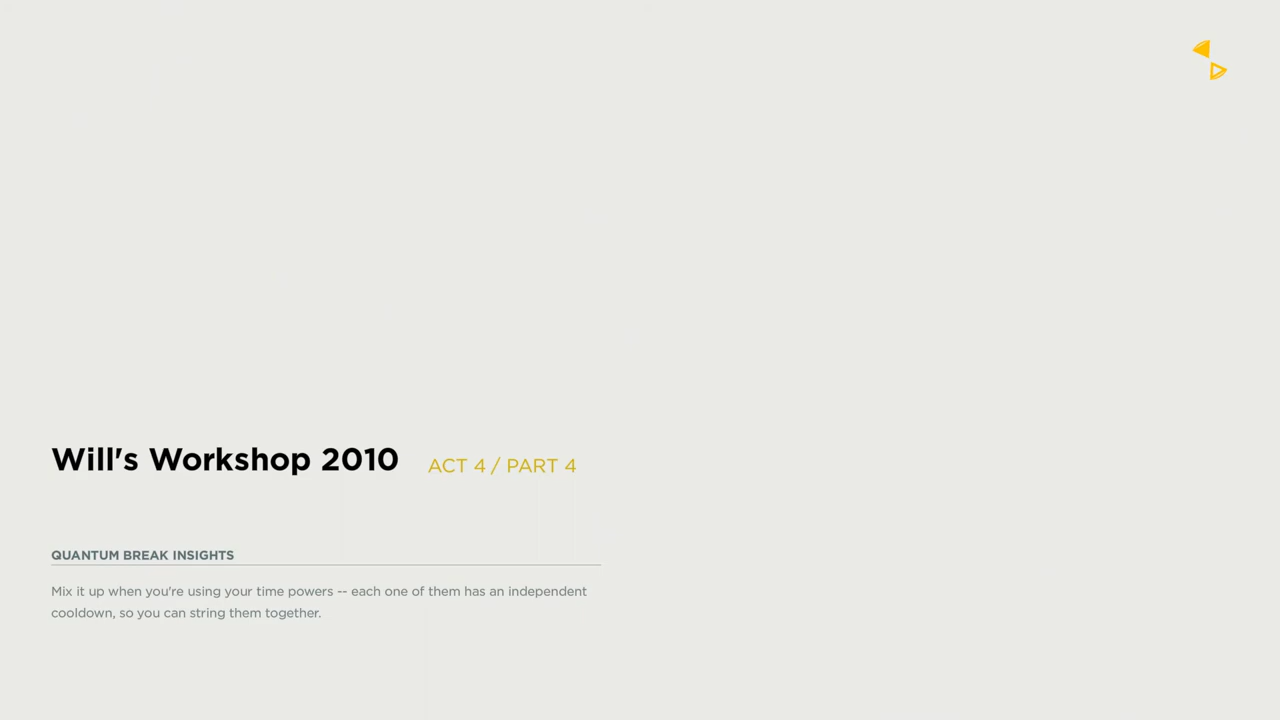 Will's Workshop 2010 ACT 4 / PART 4
QUANTUM BREAK INSIGHTS
Mix it up when you're using your time powers -- each one of them has an independent
cooldown, so you can string them together.